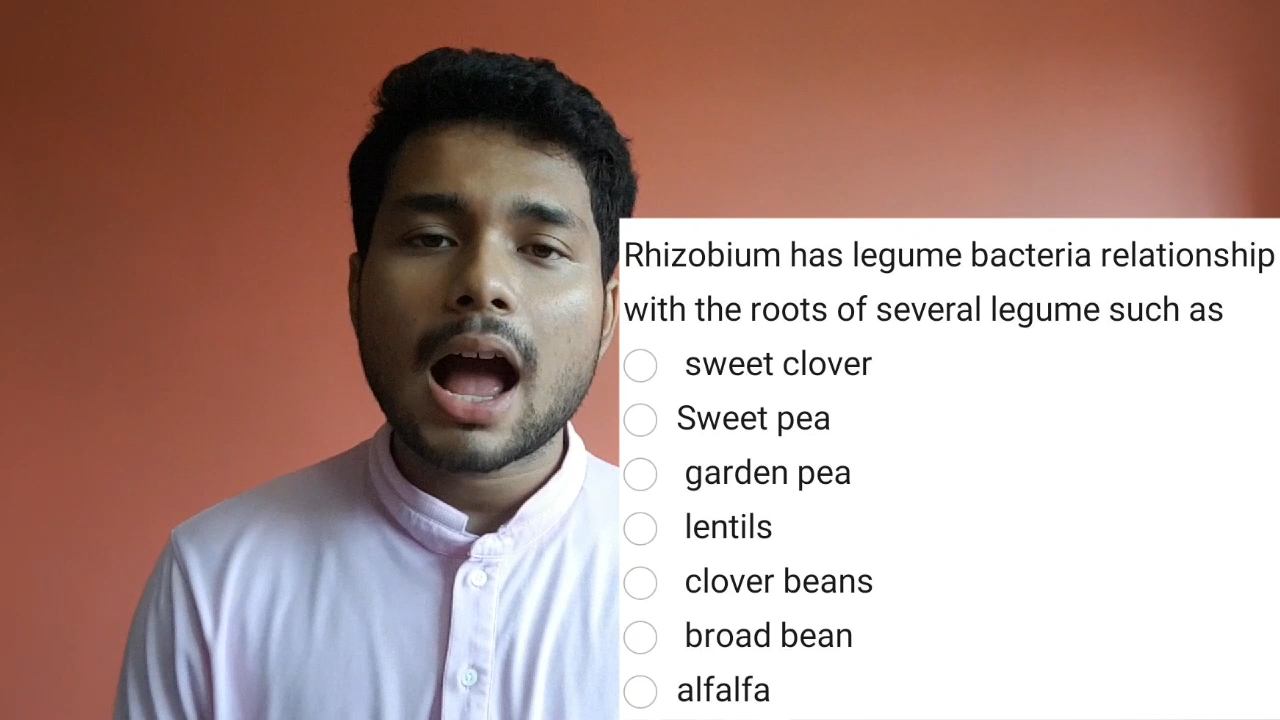 Rhizobium has legume bacteria relationship
with the roots of several legume such as
sweet clover
Sweet pea
garden pea
lentils
clover beans
broad bean
alfalfa